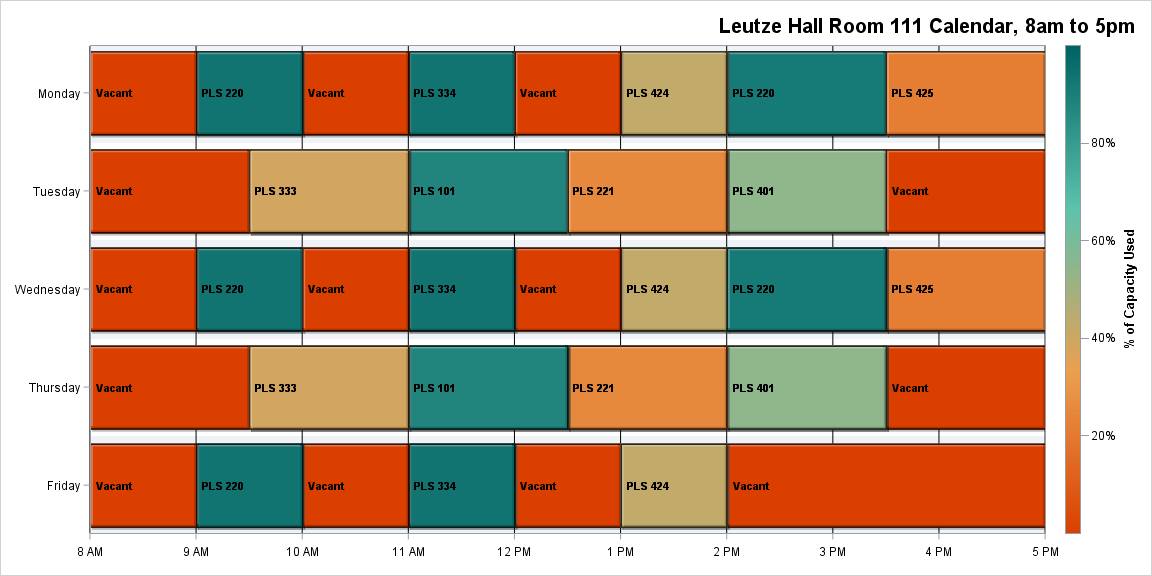 Leutze Hall Room 111 Calendar, 8am to 5pm
Monday
Vacant
PLS 220
Vacant
PLS 334
Vacant
PLS 424
PLS 220
PLS 425
Tuesday
Vacant
PLS 333
PLS 101
PLS 221
PLS 401
Vacant
Wednesday
Vacant
PLS 220
Vacant
PLS 334
Vacant
PLS 424
PLS 220
PLS 425
Thursday
Vacant
PLS 333
PLS 101
PLS 221
PLS 401
Vacant
Friday
Vacant
PLS 220
Vacant
PLS 334
Vacant
PLS 424
Vacant
8 AM
9 AM
10 AM
11 AM
12 PM
1 PM
2 PM
3 PM
4 PM
5 PM
80%
60%
40%
20%
% of Capacity Used